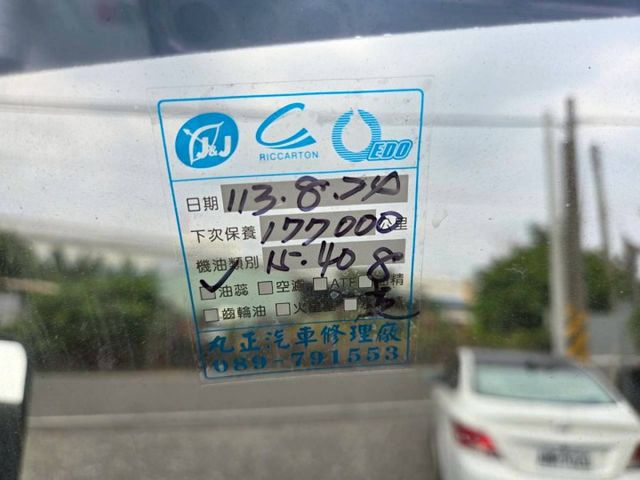 J&J RICCARTON EDO
日期 113.8.24
下次保養 177000公里
機油類別 15.40 8
油蕊 空濾 ATF 精
齒輪油 火
丸正汽車修理廠
089-791553